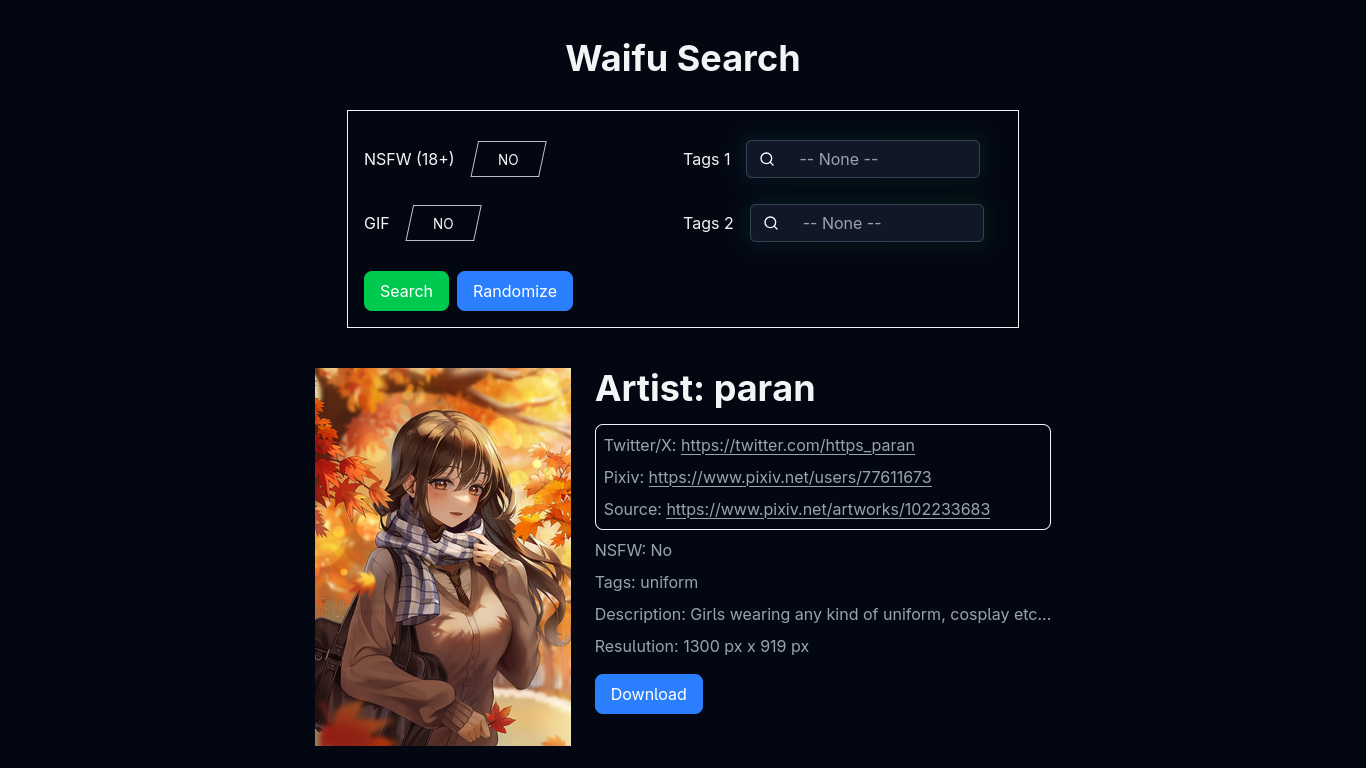 Waifu Search
NSFW (18+) NO Tags 1 -- None --
GIF NO Tags 2 -- None --
Search Randomize
Artist: paran
Twitter/X: https://twitter.com/https_paran
Pixiv: https://www.pixiv.net/users/77611673
Source: https://www.pixiv.net/artworks/102233683
NSFW: No
Tags: uniform
Description: Girls wearing any kind of uniform, cosplay etc...
Resulution: 1300 px x 919 px
Download